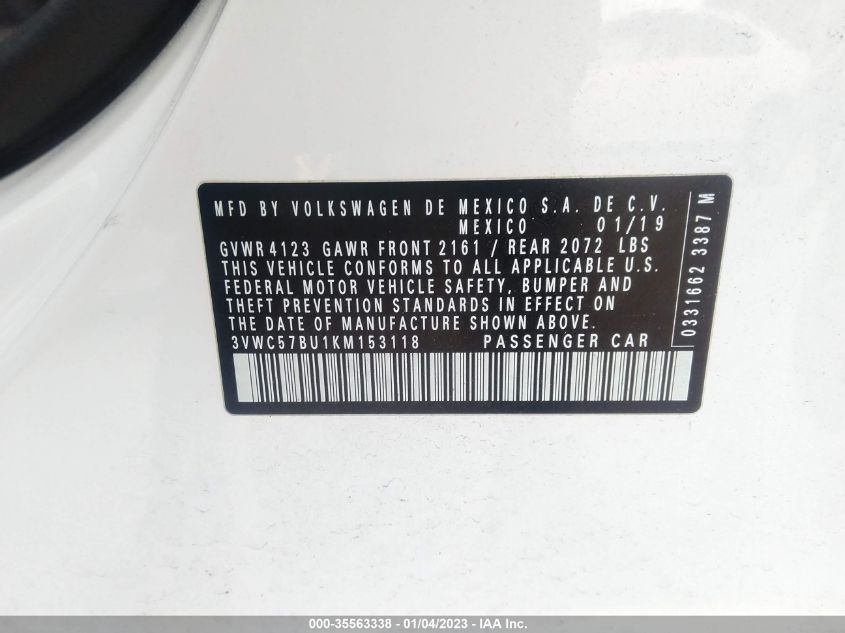 MFD BY VOLKSWAGEN DE MEXICO S.A. DE C.V.
MEXICO 01/19
GVWR 4123 GAWR FRONT 2161 / REAR 2072 LBS
THIS VEHICLE CONFORMS TO ALL APPLICABLE U.S.
FEDERAL MOTOR VEHICLE SAFETY, BUMPER AND
THEFT PREVENTION STANDARDS IN EFFECT ON
THE DATE OF MANUFACTURE SHOWN ABOVE.
3VWC57BU1KM153118 PASSENGER CAR
0331662 3387 M
000-35563338 - 01/04/2023 - IAAI.COM